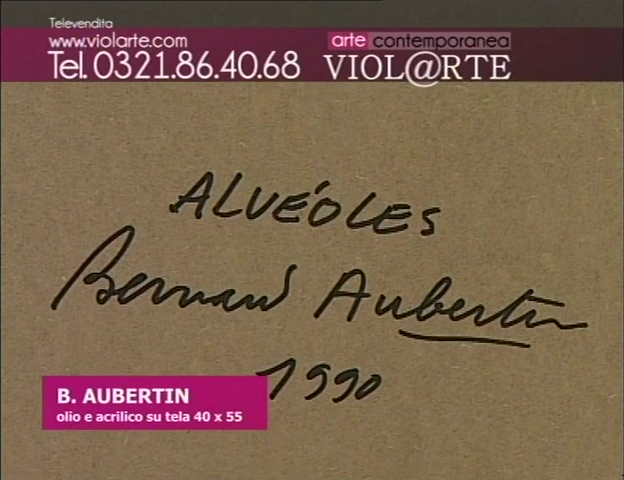 Televendita
www.violarte.com
Tel. 0321.86.40.68
arte contemporanea
VIOL@RTE
ALVÉOLES
Bernard Aubertin
1990
B. AUBERTIN
olio e acrilico su tela 40 x 55